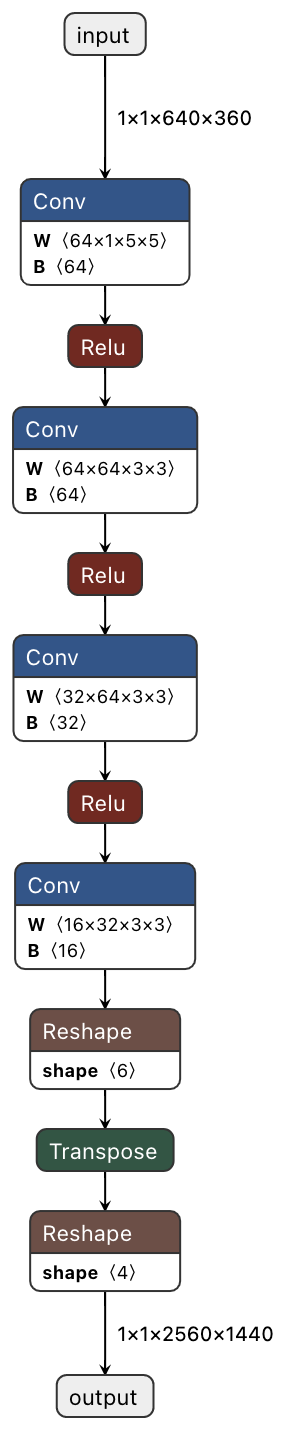 input
1×1×640×360
Conv
W ⟨64×1×5×5⟩
B ⟨64⟩
Relu
Conv
W ⟨64×64×3×3⟩
B ⟨64⟩
Relu
Conv
W ⟨32×64×3×3⟩
B ⟨32⟩
Relu
Conv
W ⟨16×32×3×3⟩
B ⟨16⟩
Reshape
shape ⟨6⟩
Transpose
Reshape
shape ⟨4⟩
1×1×2560×1440
output